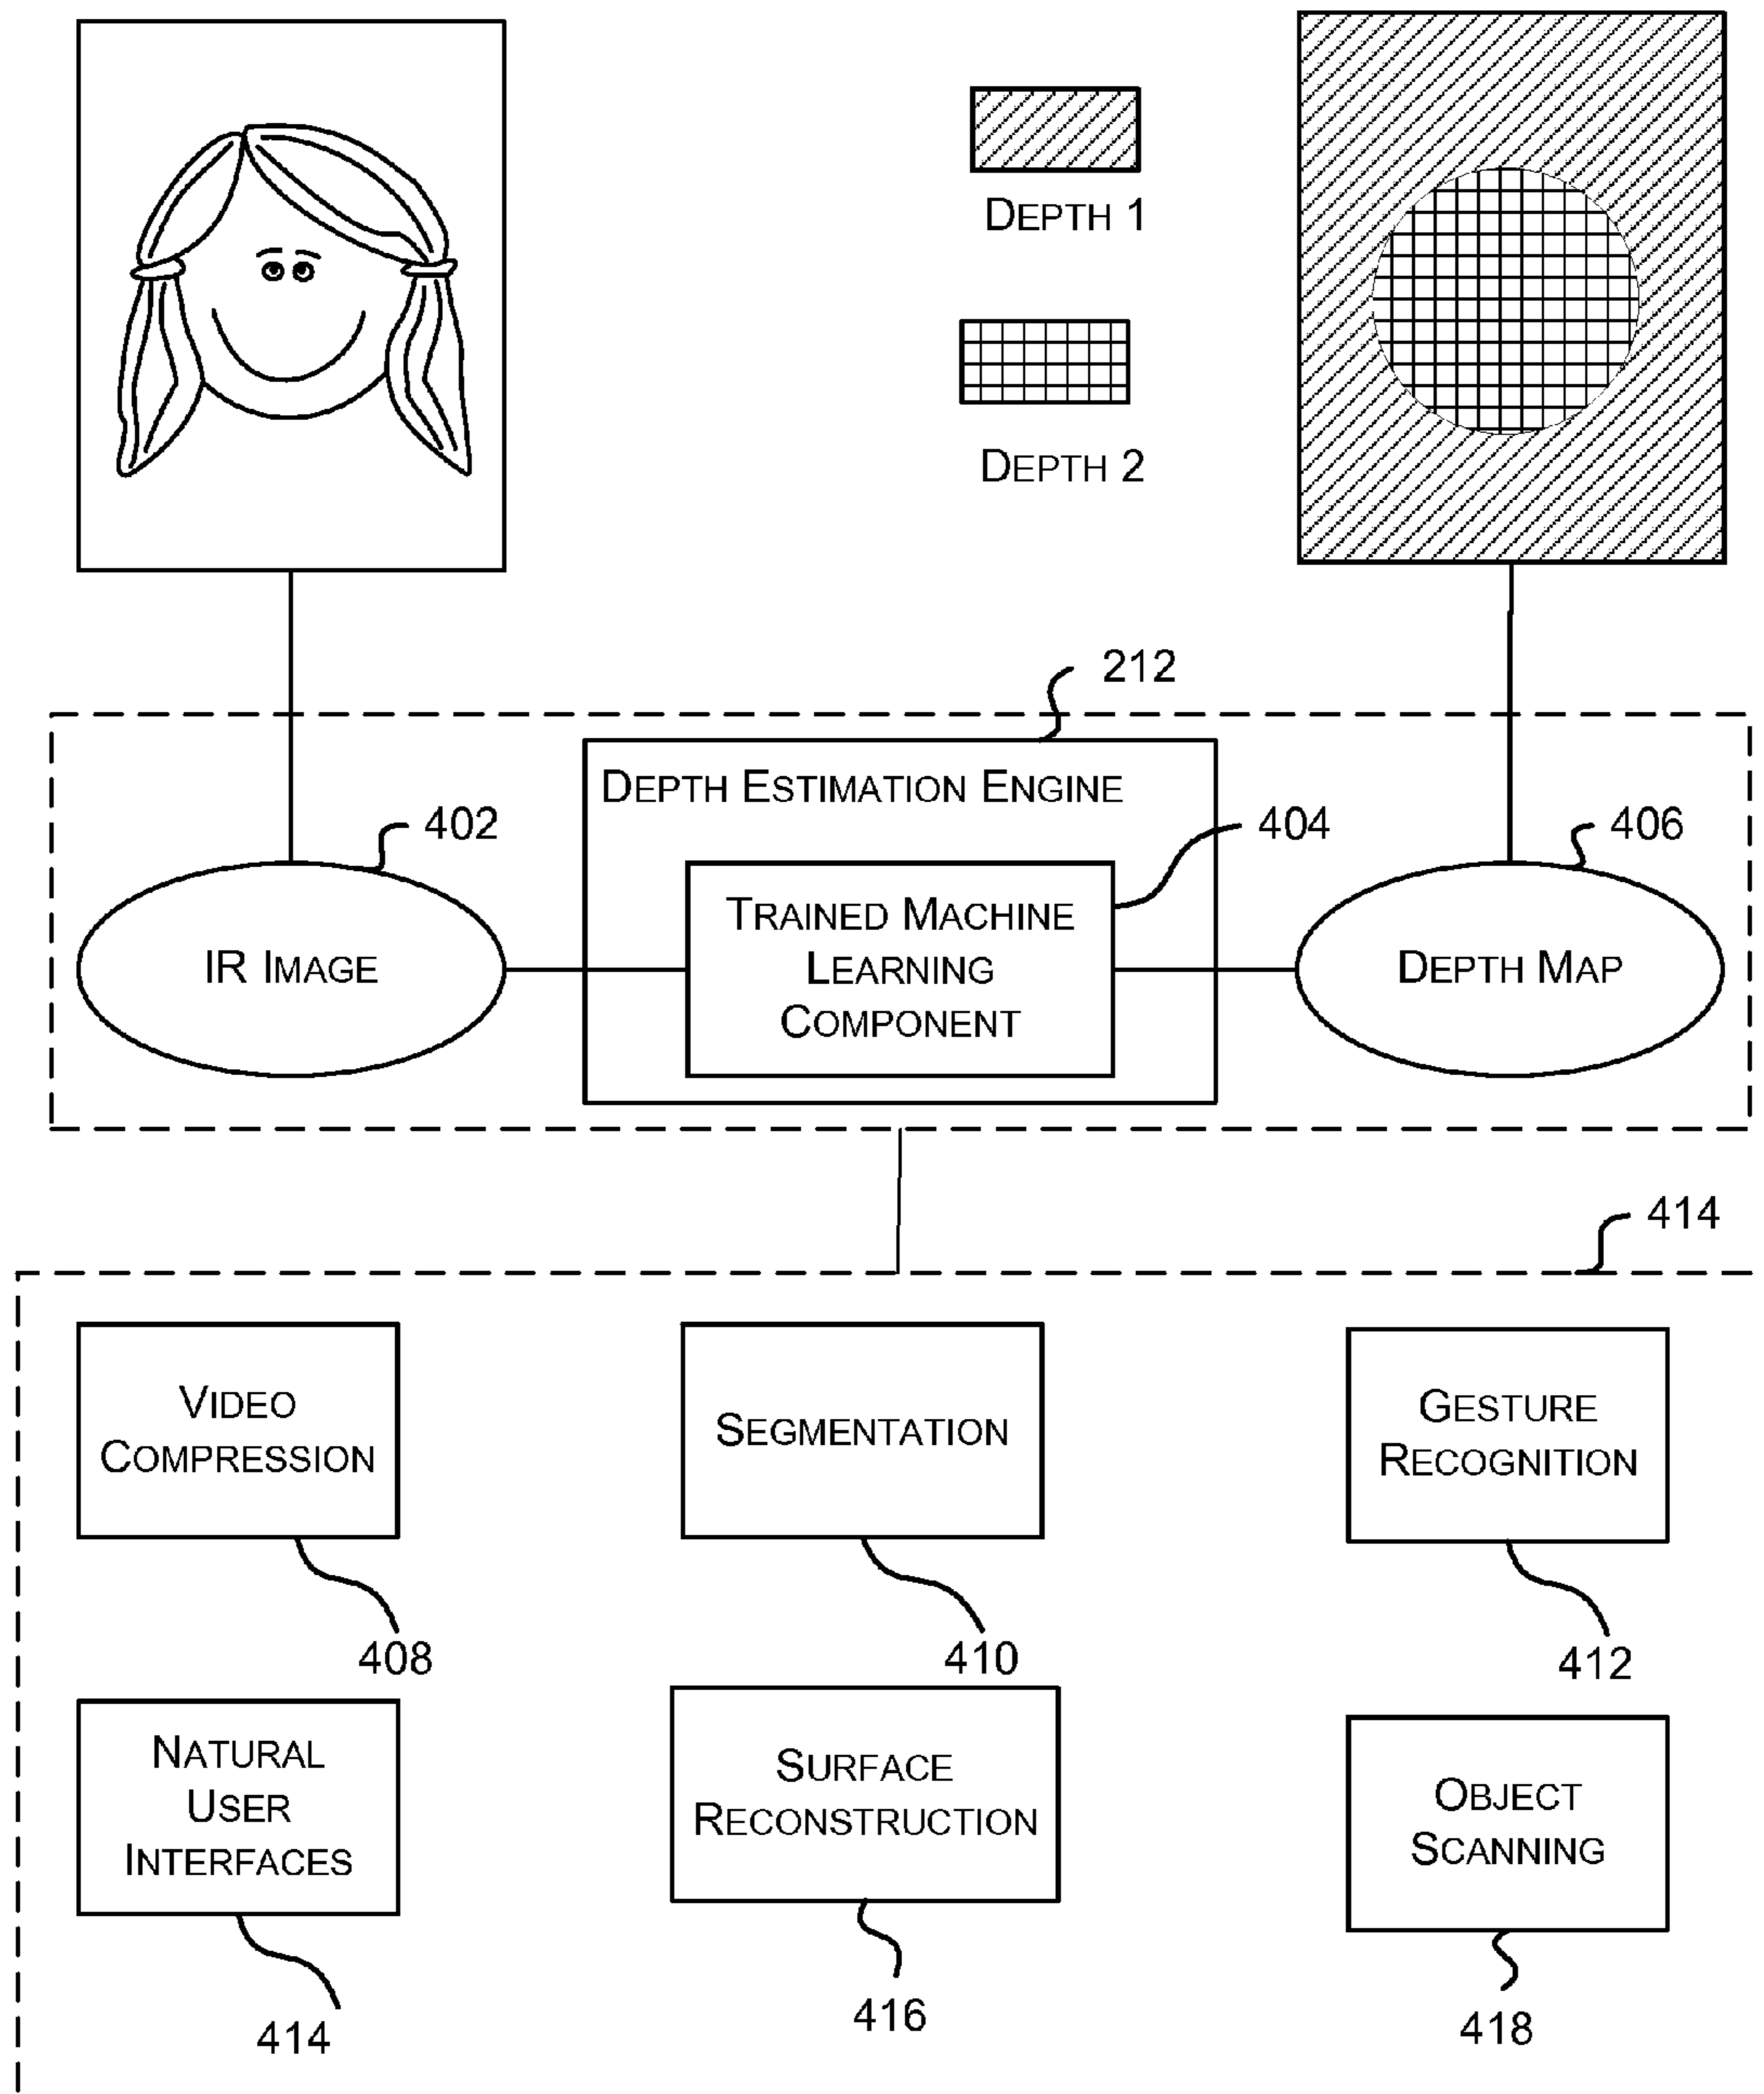 DEPTH 1
DEPTH 2
212
DEPTH ESTIMATION ENGINE
402
404
406
IR IMAGE
TRAINED MACHINE
LEARNING
COMPONENT
DEPTH MAP
414
VIDEO
COMPRESSION
SEGMENTATION
GESTURE
RECOGNITION
408
410
412
NATURAL
USER
INTERFACES
SURFACE
RECONSTRUCTION
OBJECT
SCANNING
414
416
418